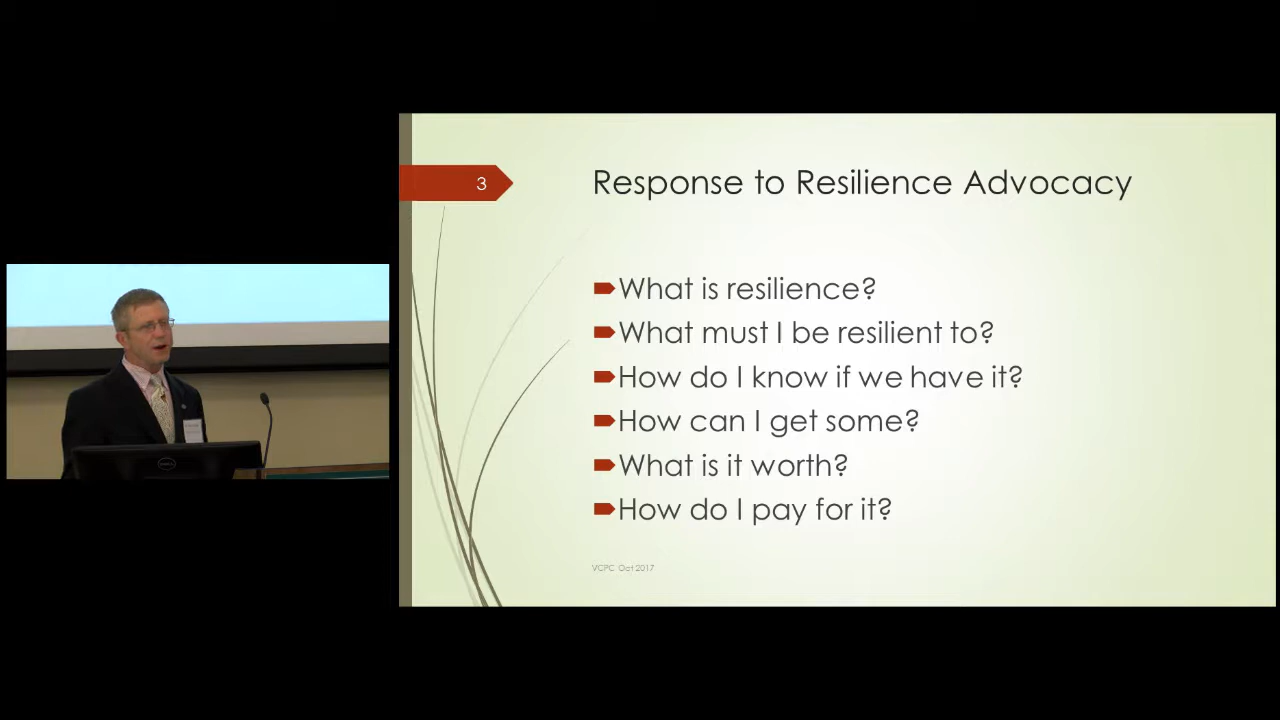 3
Response to Resilience Advocacy
What is resilience?
What must I be resilient to?
How do I know if we have it?
How can I get some?
What is it worth?
How do I pay for it?
VCPC Oct 2017
DELL